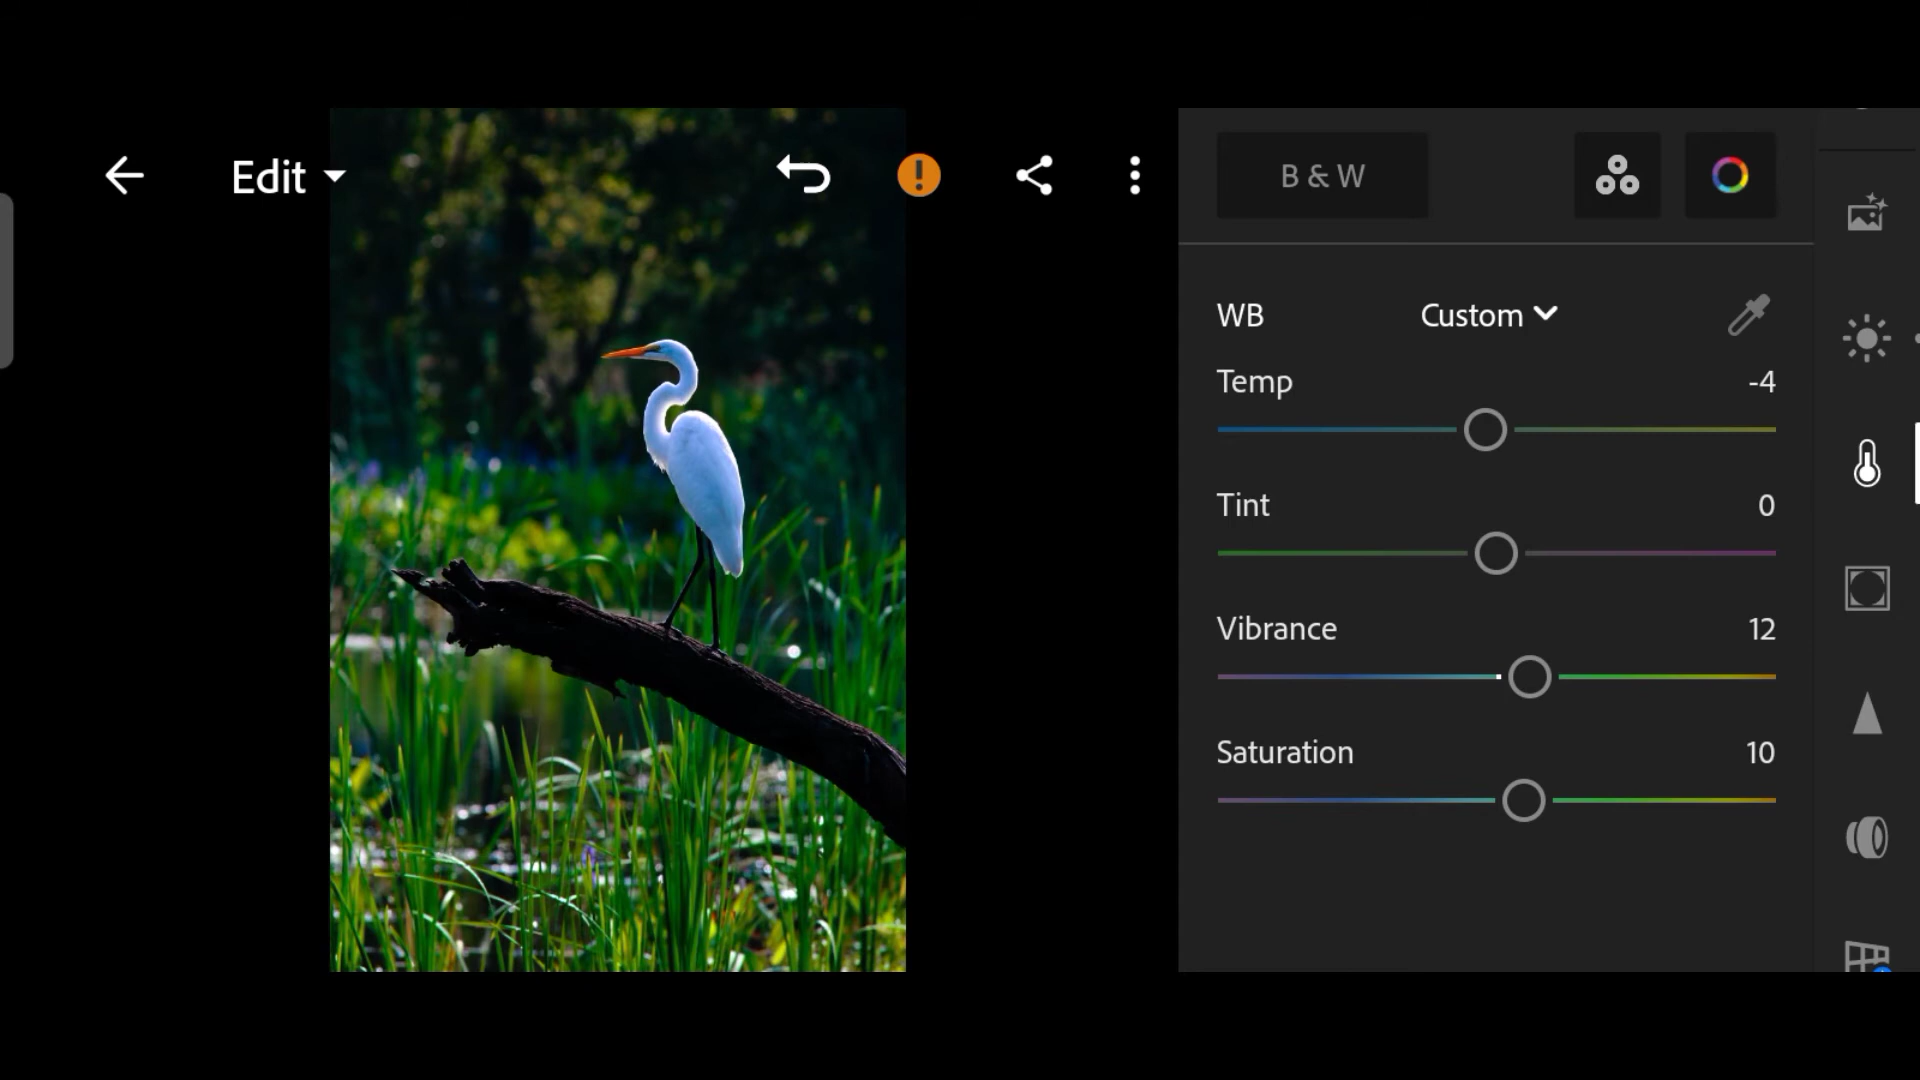 Edit
B & W
WB Custom
Temp -4
Tint 0
Vibrance 12
Saturation 10